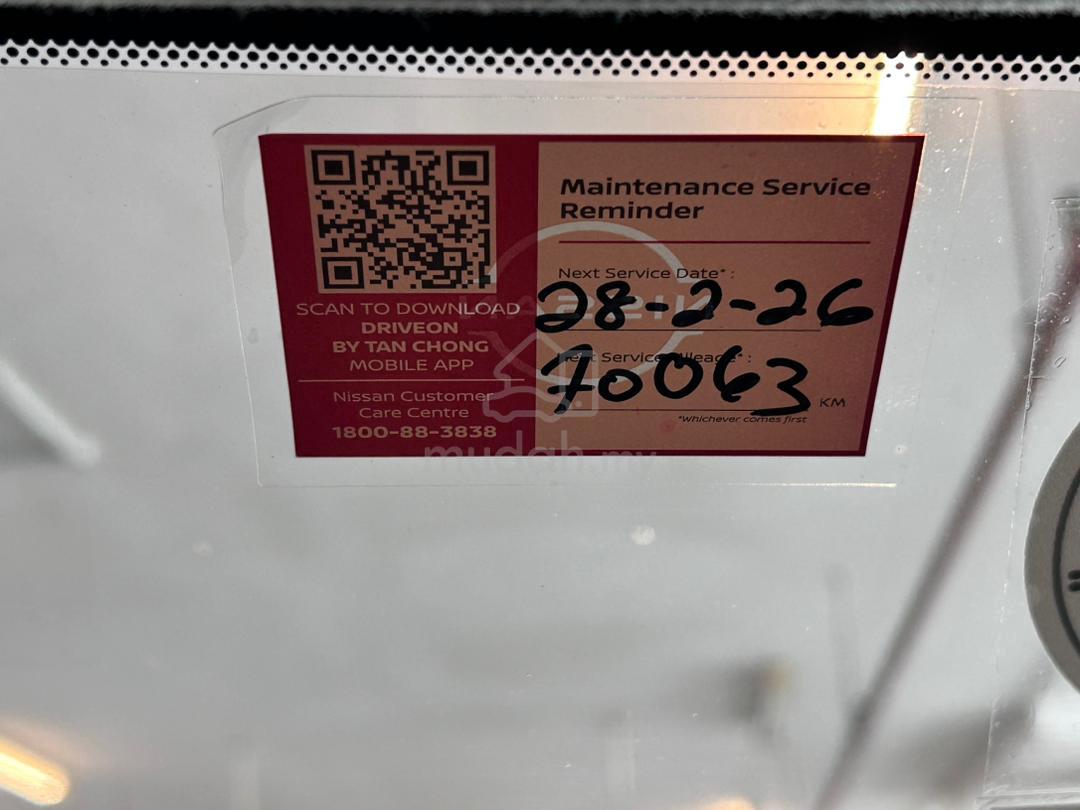 SCAN TO DOWNLOAD
DRIVEON
BY TAN CHONG
MOBILE APP
Nissan Customer
Care Centre
1800-88-3838
Maintenance Service
Reminder
Next Service Date* :
28-2-26
Next Service Mileage* :
70063 KM
*Whichever comes first
mudah.my